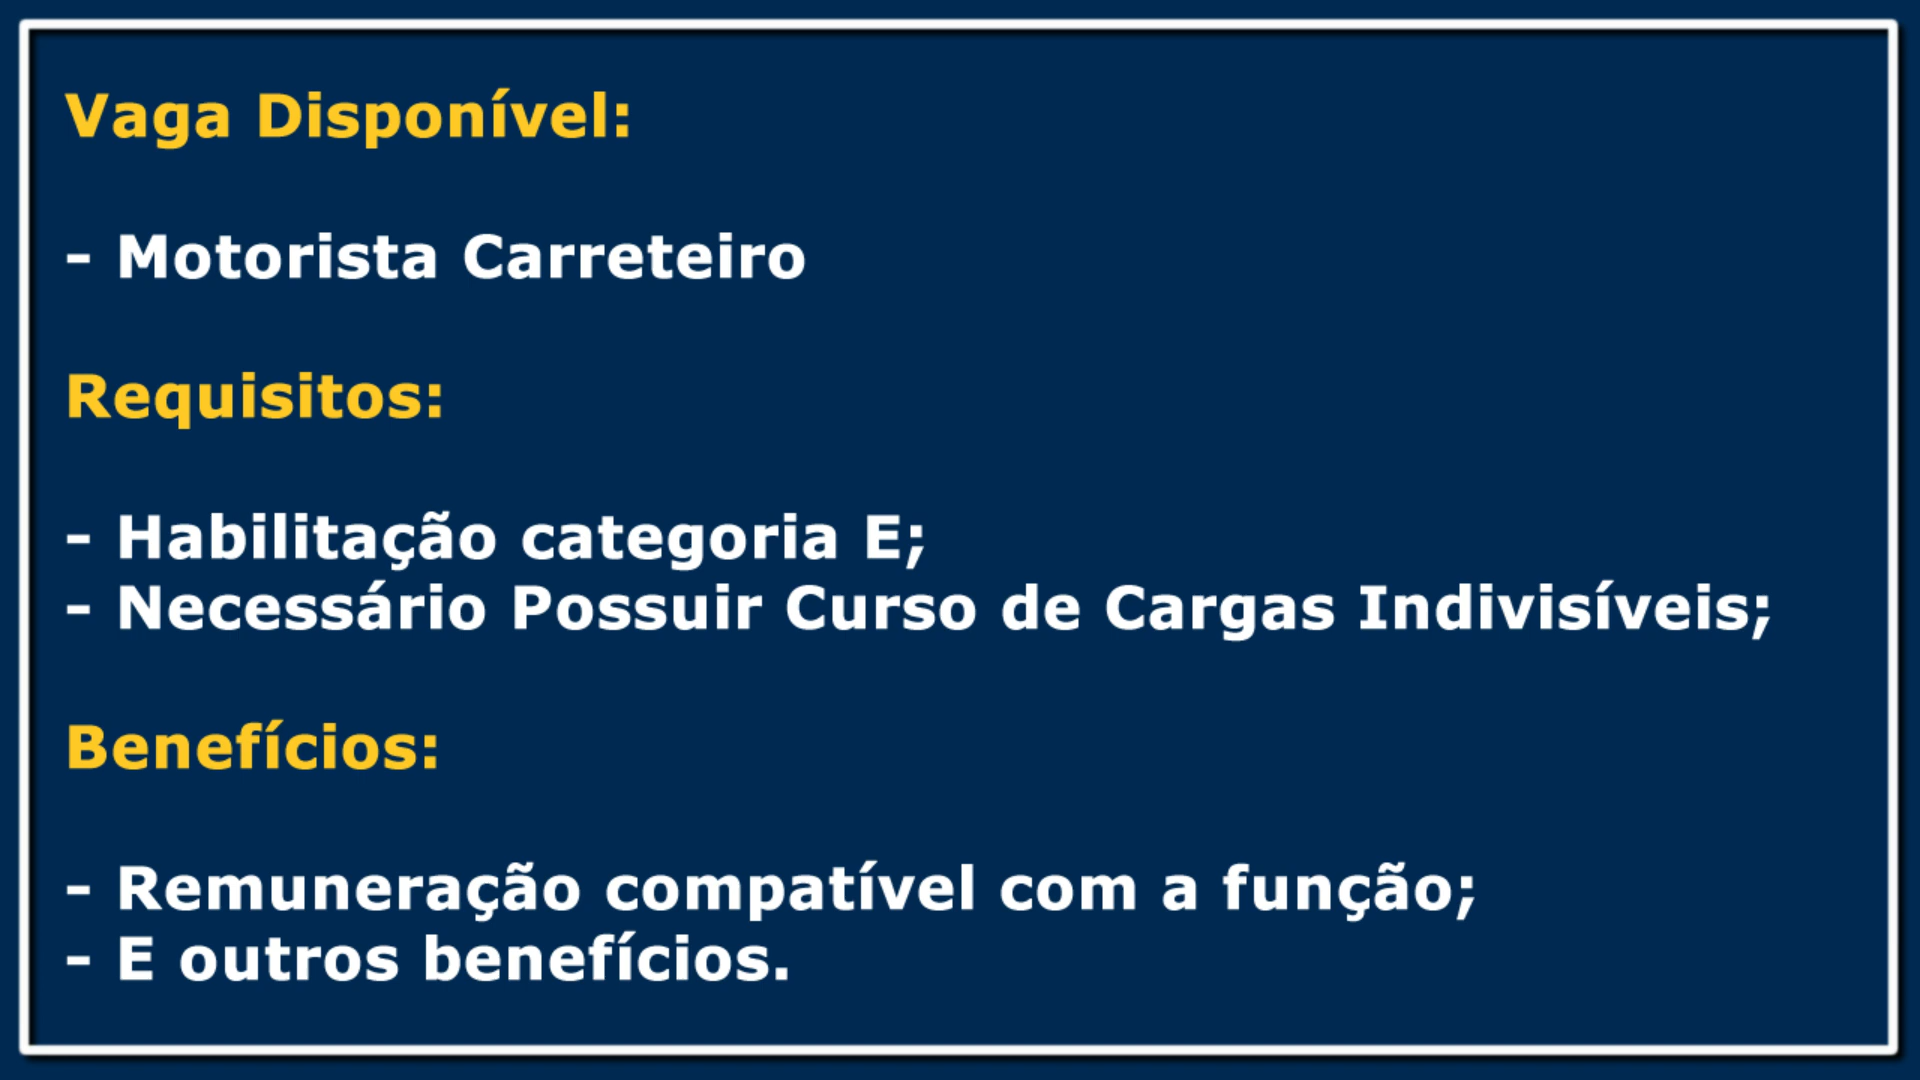 Vaga Disponível:
- Motorista Carreteiro
Requisitos:
- Habilitação categoria E;
- Necessário Possuir Curso de Cargas Indivisíveis;
Benefícios:
- Remuneração compatível com a função;
- E outros benefícios.